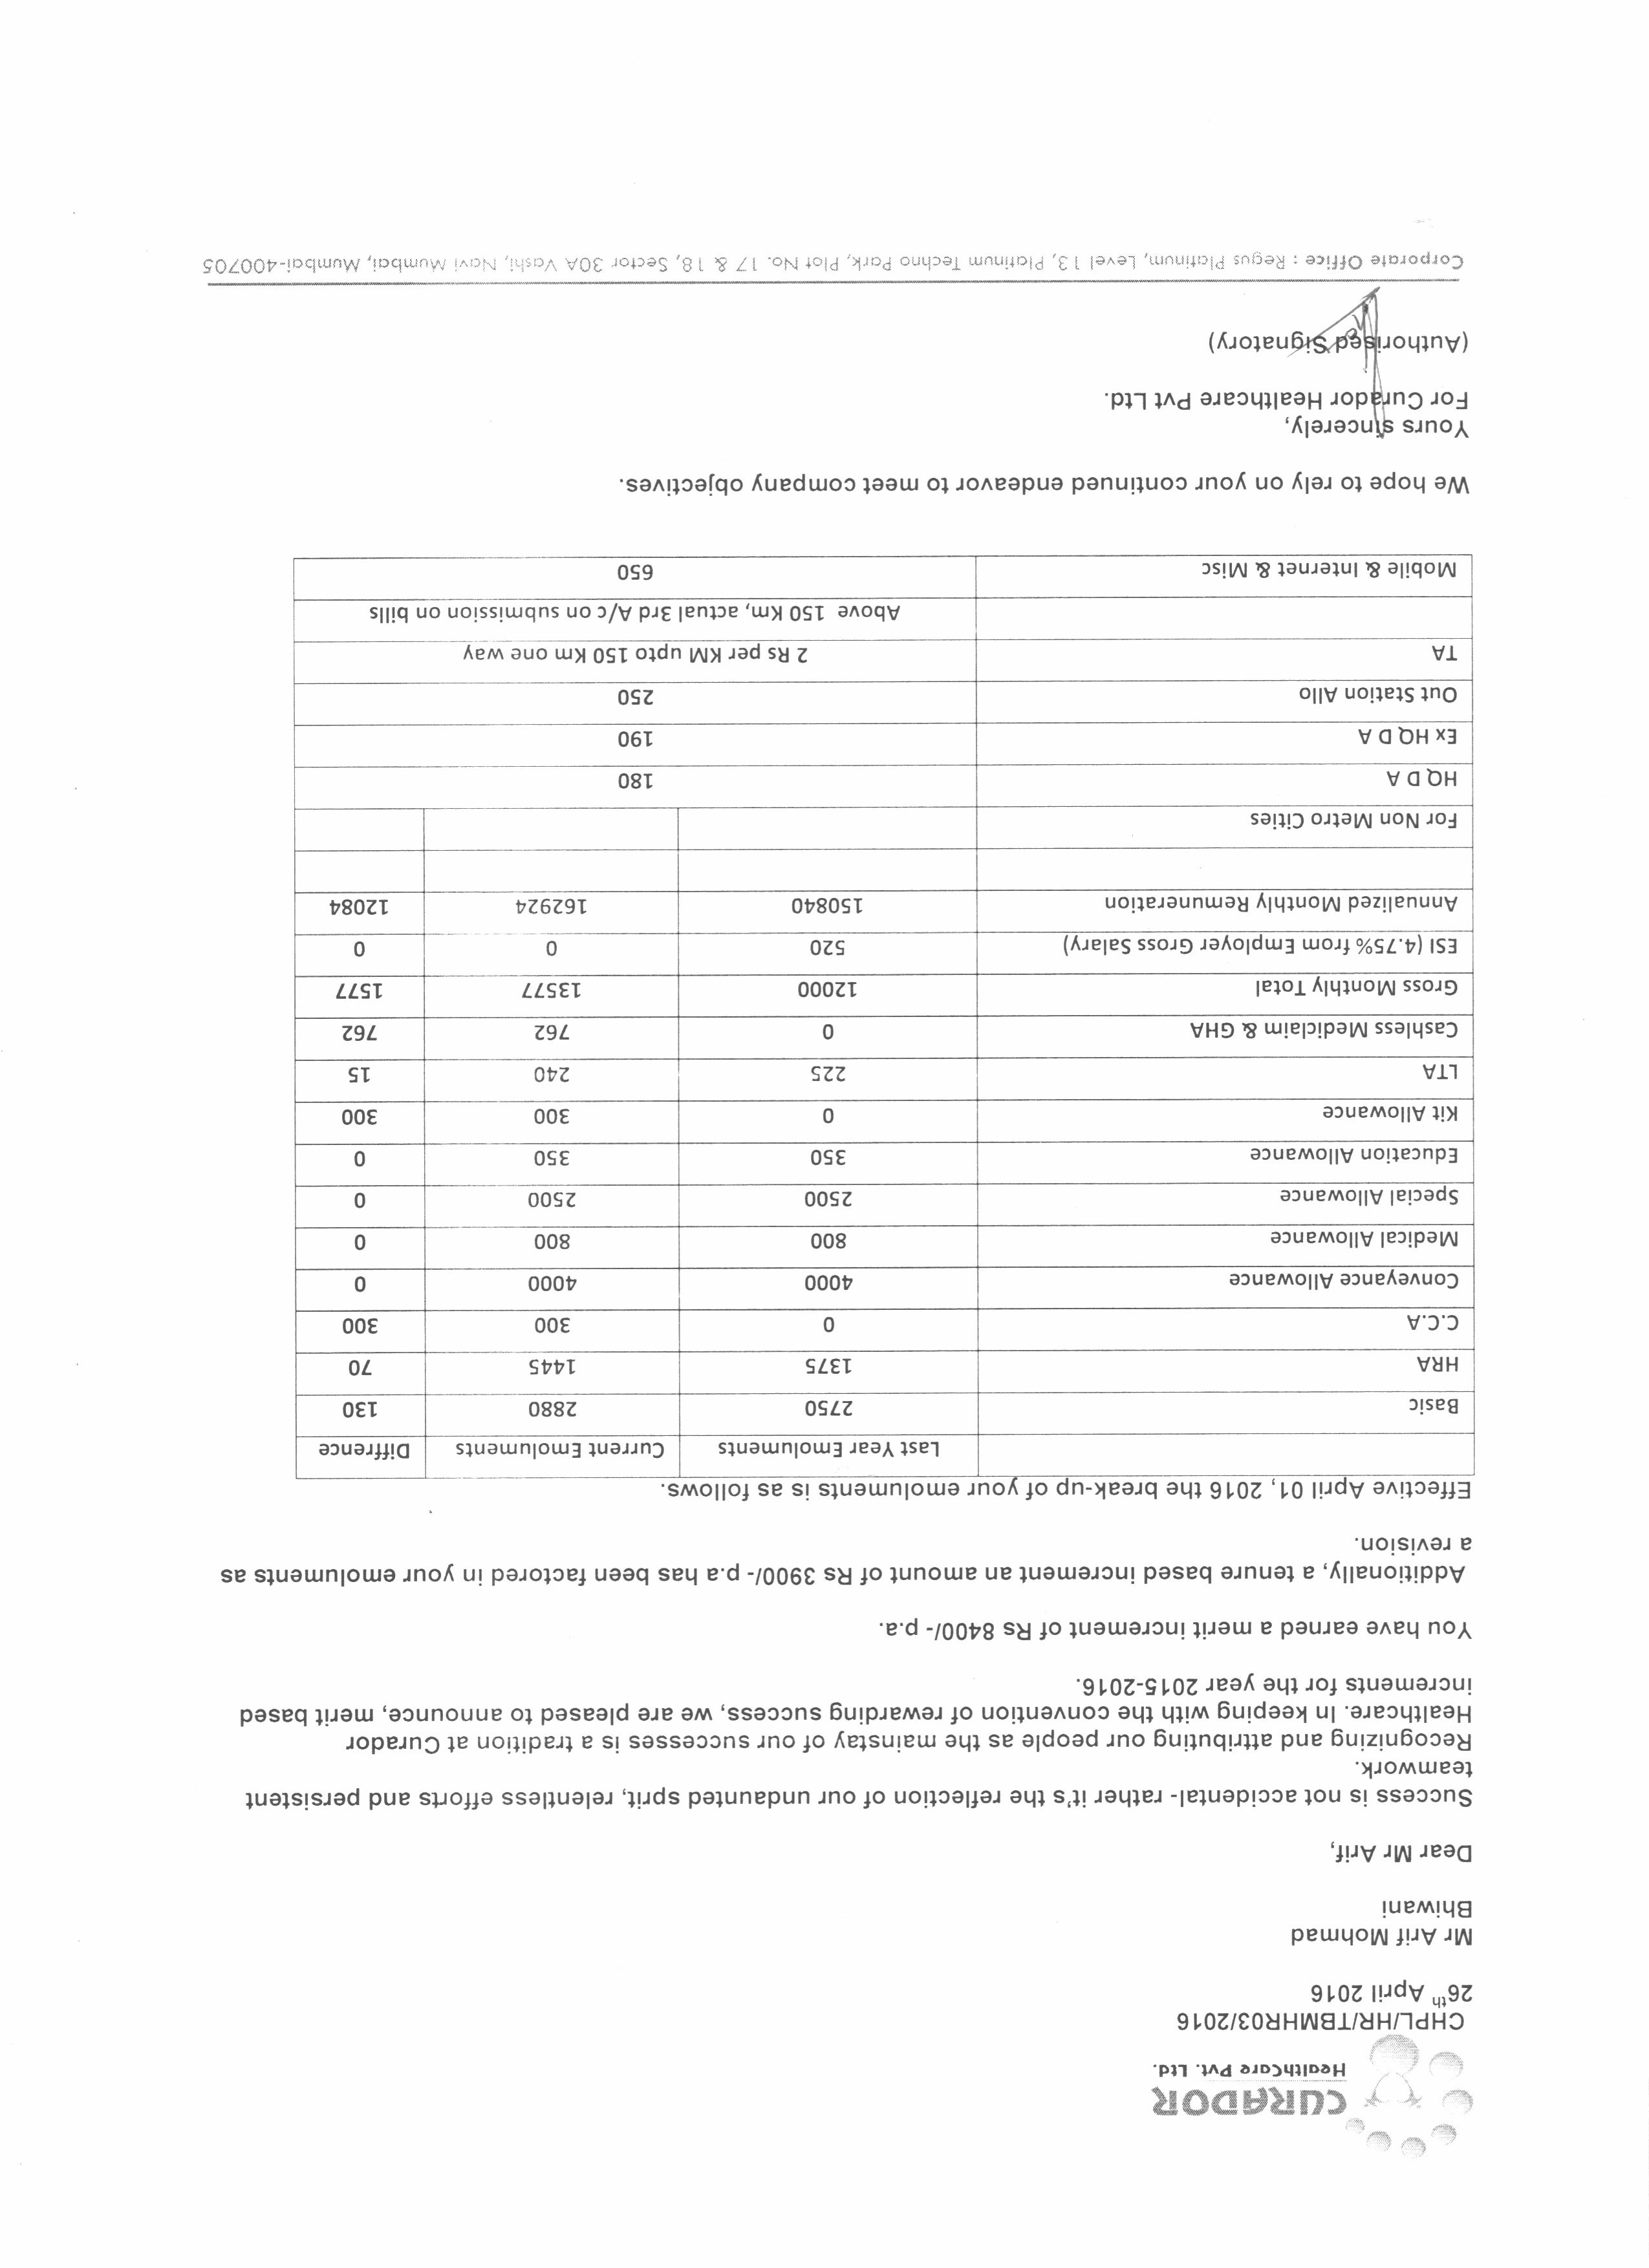 CURADOR
HealthCare Pvt. Ltd.
CHPL/HR/TBMHR03/2016
26th April 2016
Mr Arif Mohmad
Bhiwani
Dear Mr Arif,
Success is not accidental- rather it's the reflection of our undaunted sprit, relentless efforts and persistent
teamwork.
Recognizing and attributing our people as the mainstay of our successes is a tradition at Curador
Healthcare. In keeping with the convention of rewarding success, we are pleased to announce, merit based
increments for the year 2015-2016.
You have earned a merit increment of Rs 8400/- p.a.
Additionally, a tenure based increment an amount of Rs 3900/- p.a has been factored in your emoluments as
a revision.
Effective April 01, 2016 the break-up of your emoluments is as follows.
Last Year Emoluments Current Emoluments Diffrence
Basic 2750 2880 130
HRA 1375 1445 70
C.C.A 0 300 300
Conveyance Allowance 4000 4000 0
Medical Allowance 800 800 0
Special Allowance 2500 2500 0
Education Allowance 350 350 0
Kit Allowance 0 300 300
LTA 225 240 15
Cashless Mediclaim & GHA 0 762 762
Gross Monthly Total 12000 13577 1577
ESI (4.75% from Employer Gross Salary) 520 0 0
Annualized Monthly Remuneration 150840 162924 12084
For Non Metro Cities
HQ D A 180
Ex HQ D A 190
Out Station Allo 250
TA 2 Rs per KM upto 150 Km one way
Above 150 Km, actual 3rd A/c on submission on bills
Mobile & Internet & Misc 650
We hope to rely on your continued endeavor to meet company objectives.
Yours sincerely,
For Curador Healthcare Pvt Ltd.
(Authorised Signatory)
Corporate Office : Regus Platinum, Level 13, Platinum Techno Park, Plot No. 17 & 18, Sector 30A Vashi, Navi Mumbai, Mumbai-400705